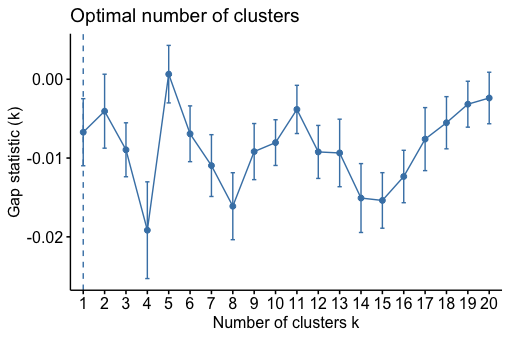 Optimal number of clusters
Gap statistic (k)
0.00
-0.01
-0.02
1 2 3 4 5 6 7 8 9 10 11 12 13 14 15 16 17 18 19 20
Number of clusters k